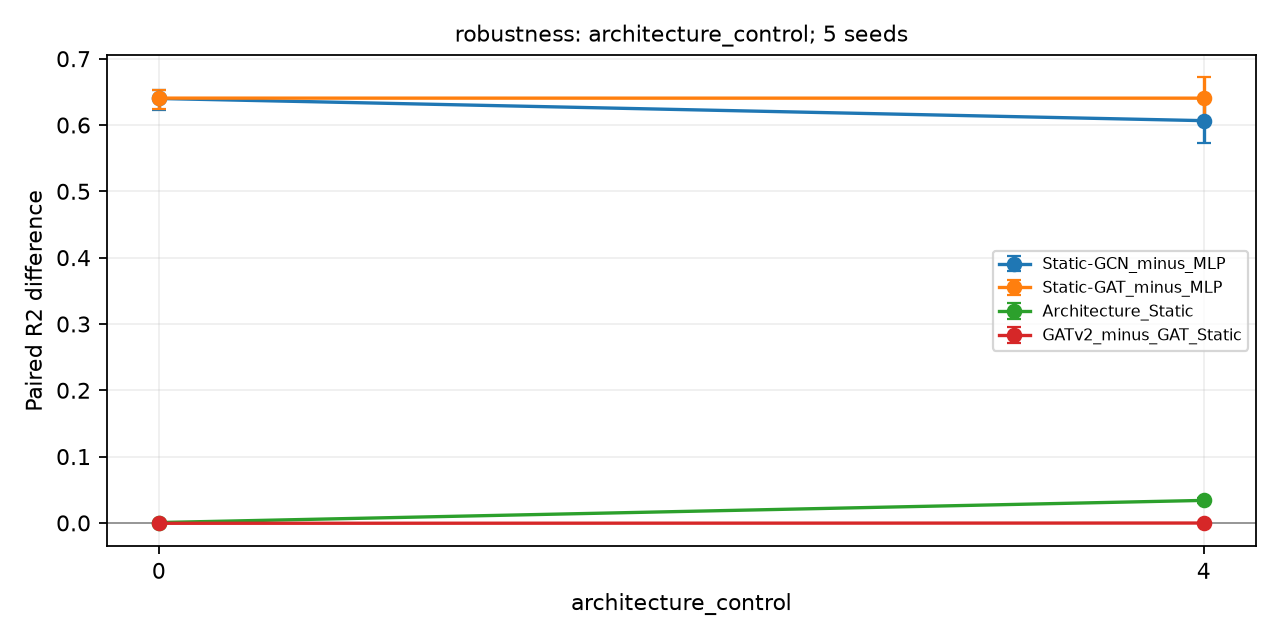 robustness: architecture_control; 5 seeds
Paired R2 difference
0.7
0.6
0.5
0.4
0.3
0.2
0.1
0.0
Static-GCN_minus_MLP
Static-GAT_minus_MLP
Architecture_Static
GATv2_minus_GAT_Static
0
4
architecture_control